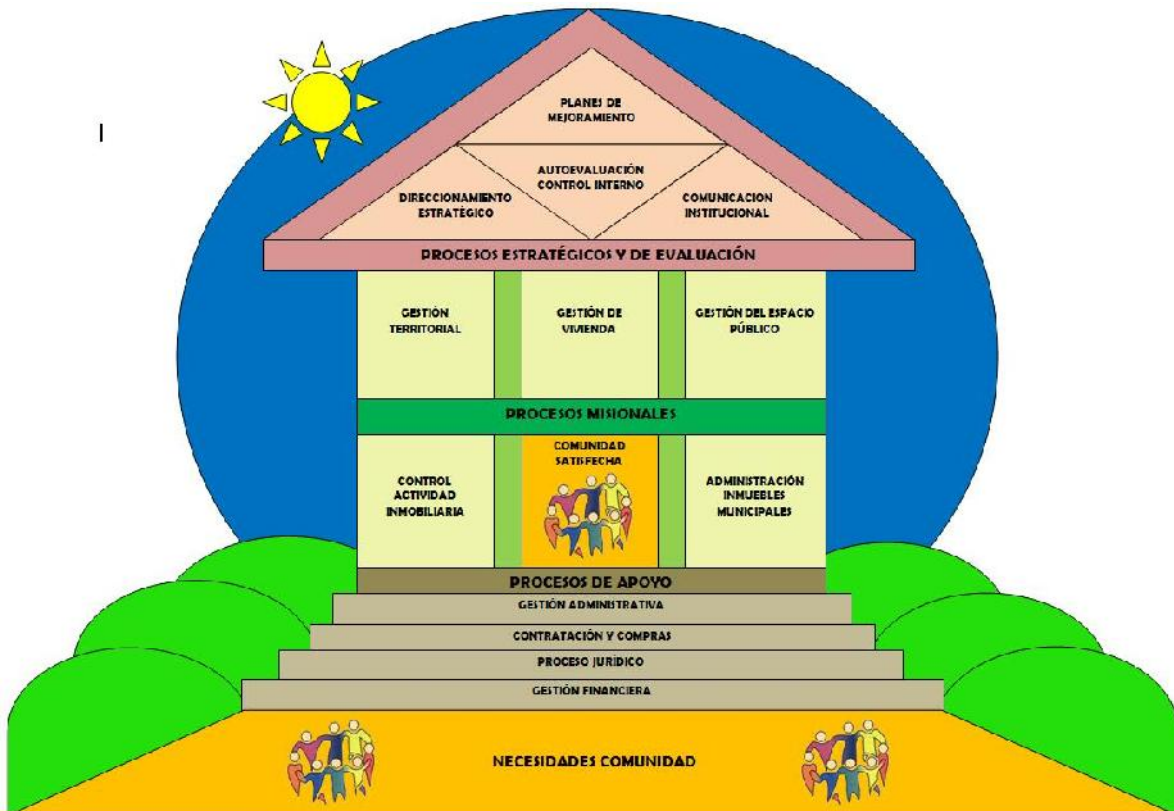 PLANES DE
MEJORAMIENTO
AUTOEVALUACIÓN
CONTROL INTERNO
DIRECCIONAMIENTO
ESTRATÉGICO
COMUNICACION
INSTITUCIONAL
PROCESOS ESTRATÉGICOS Y DE EVALUACIÓN
GESTIÓN
TERRITORIAL
GESTIÓN DE
VIVIENDA
GESTIÓN DEL ESPACIO
PÚBLICO
PROCESOS MISIONALES
CONTROL
ACTIVIDAD
INMOBILIARIA
COMUNIDAD
SATISFECHA
ADMINISTRACIÓN
INMUEBLES
MUNICIPALES
PROCESOS DE APOYO
GESTIÓN ADMINISTRATIVA
CONTRATACIÓN Y COMPRAS
PROCESO JURÍDICO
GESTIÓN FINANCIERA
NECESIDADES COMUNIDAD